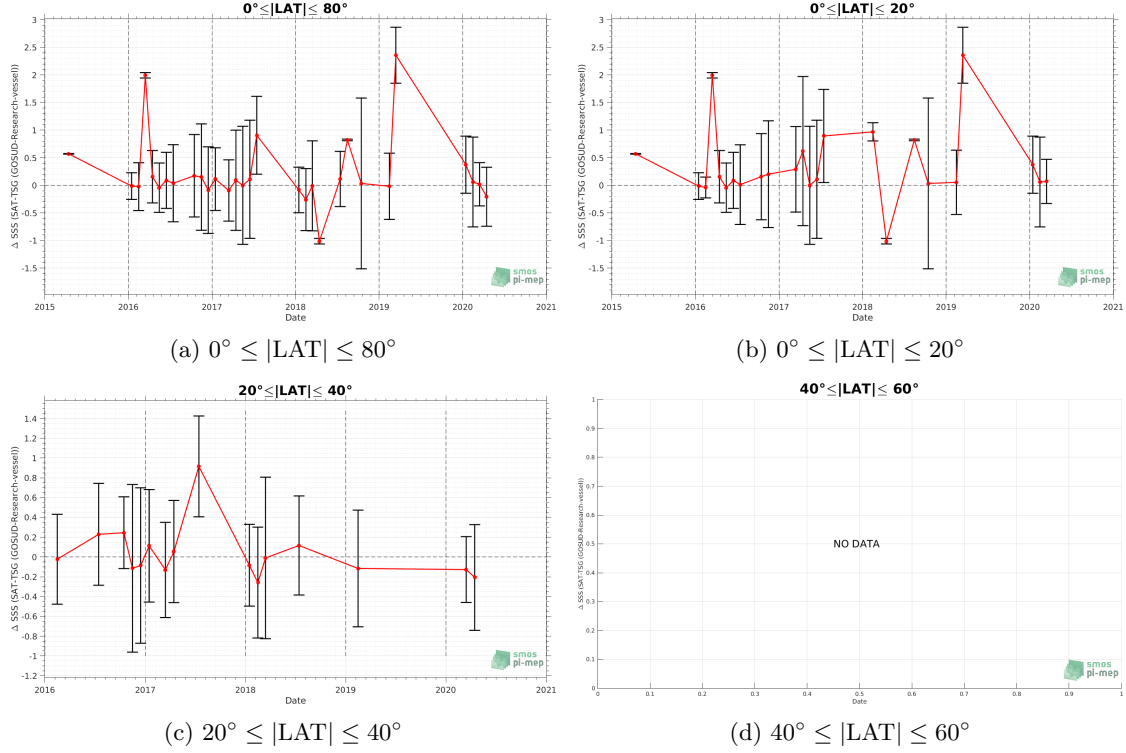 0°≤|LAT|≤ 80°
Δ SSS (SAT-TSG (GOSUD-Research-vessel))
3
2.5
2
1.5
1
0.5
0
-0.5
-1
-1.5
smos
pi-mep
2015 2016 2017 2018 2019 2020 2021
Date
(a) 0° ≤ |LAT| ≤ 80°
0°≤|LAT|≤ 20°
Δ SSS (SAT-TSG (GOSUD-Research-vessel))
3
2.5
2
1.5
1
0.5
0
-0.5
-1
-1.5
smos
pi-mep
2015 2016 2017 2018 2019 2020 2021
Date
(b) 0° ≤ |LAT| ≤ 20°
20°≤|LAT|≤ 40°
Δ SSS (SAT-TSG (GOSUD-Research-vessel))
1.4
1.2
1
0.8
0.6
0.4
0.2
0
-0.2
-0.4
-0.6
-0.8
-1
-1.2
smos
pi-mep
2016 2017 2018 2019 2020 2021
Date
(c) 20° ≤ |LAT| ≤ 40°
40°≤|LAT|≤ 60°
Δ SSS (SAT-TSG (GOSUD-Research-vessel))
1
0.9
0.8
0.7
0.6
0.5
0.4
0.3
0.2
0.1
0
NO DATA
smos
pi-mep
0 0.1 0.2 0.3 0.4 0.5 0.6 0.7 0.8 0.9 1
Date
(d) 40° ≤ |LAT| ≤ 60°